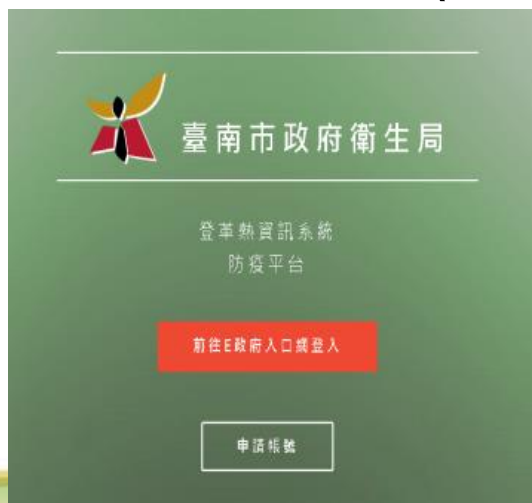 臺南市政府衛生局
登革熱資訊系統
防疫平台
前往E政府入口網登入
申請帳號